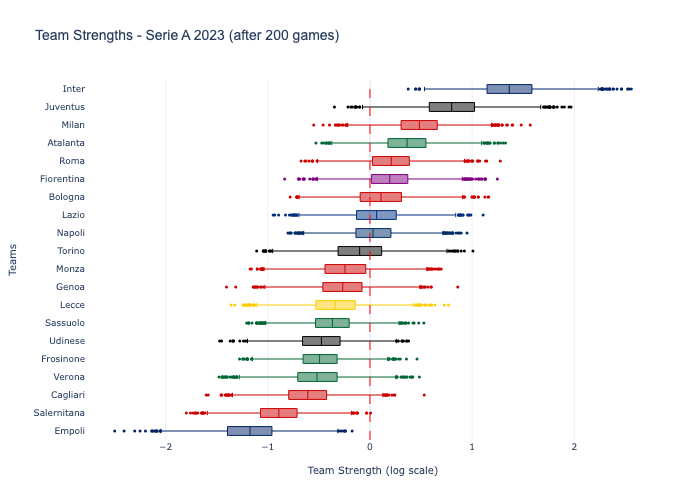 Team Strengths - Serie A 2023 (after 200 games)
Inter
Juventus
Milan
Atalanta
Roma
Fiorentina
Bologna
Lazio
Napoli
Torino
Monza
Genoa
Lecce
Sassuolo
Udinese
Frosinone
Verona
Cagliari
Salernitana
Empoli
Teams
−2 −1 0 1 2
Team Strength (log scale)